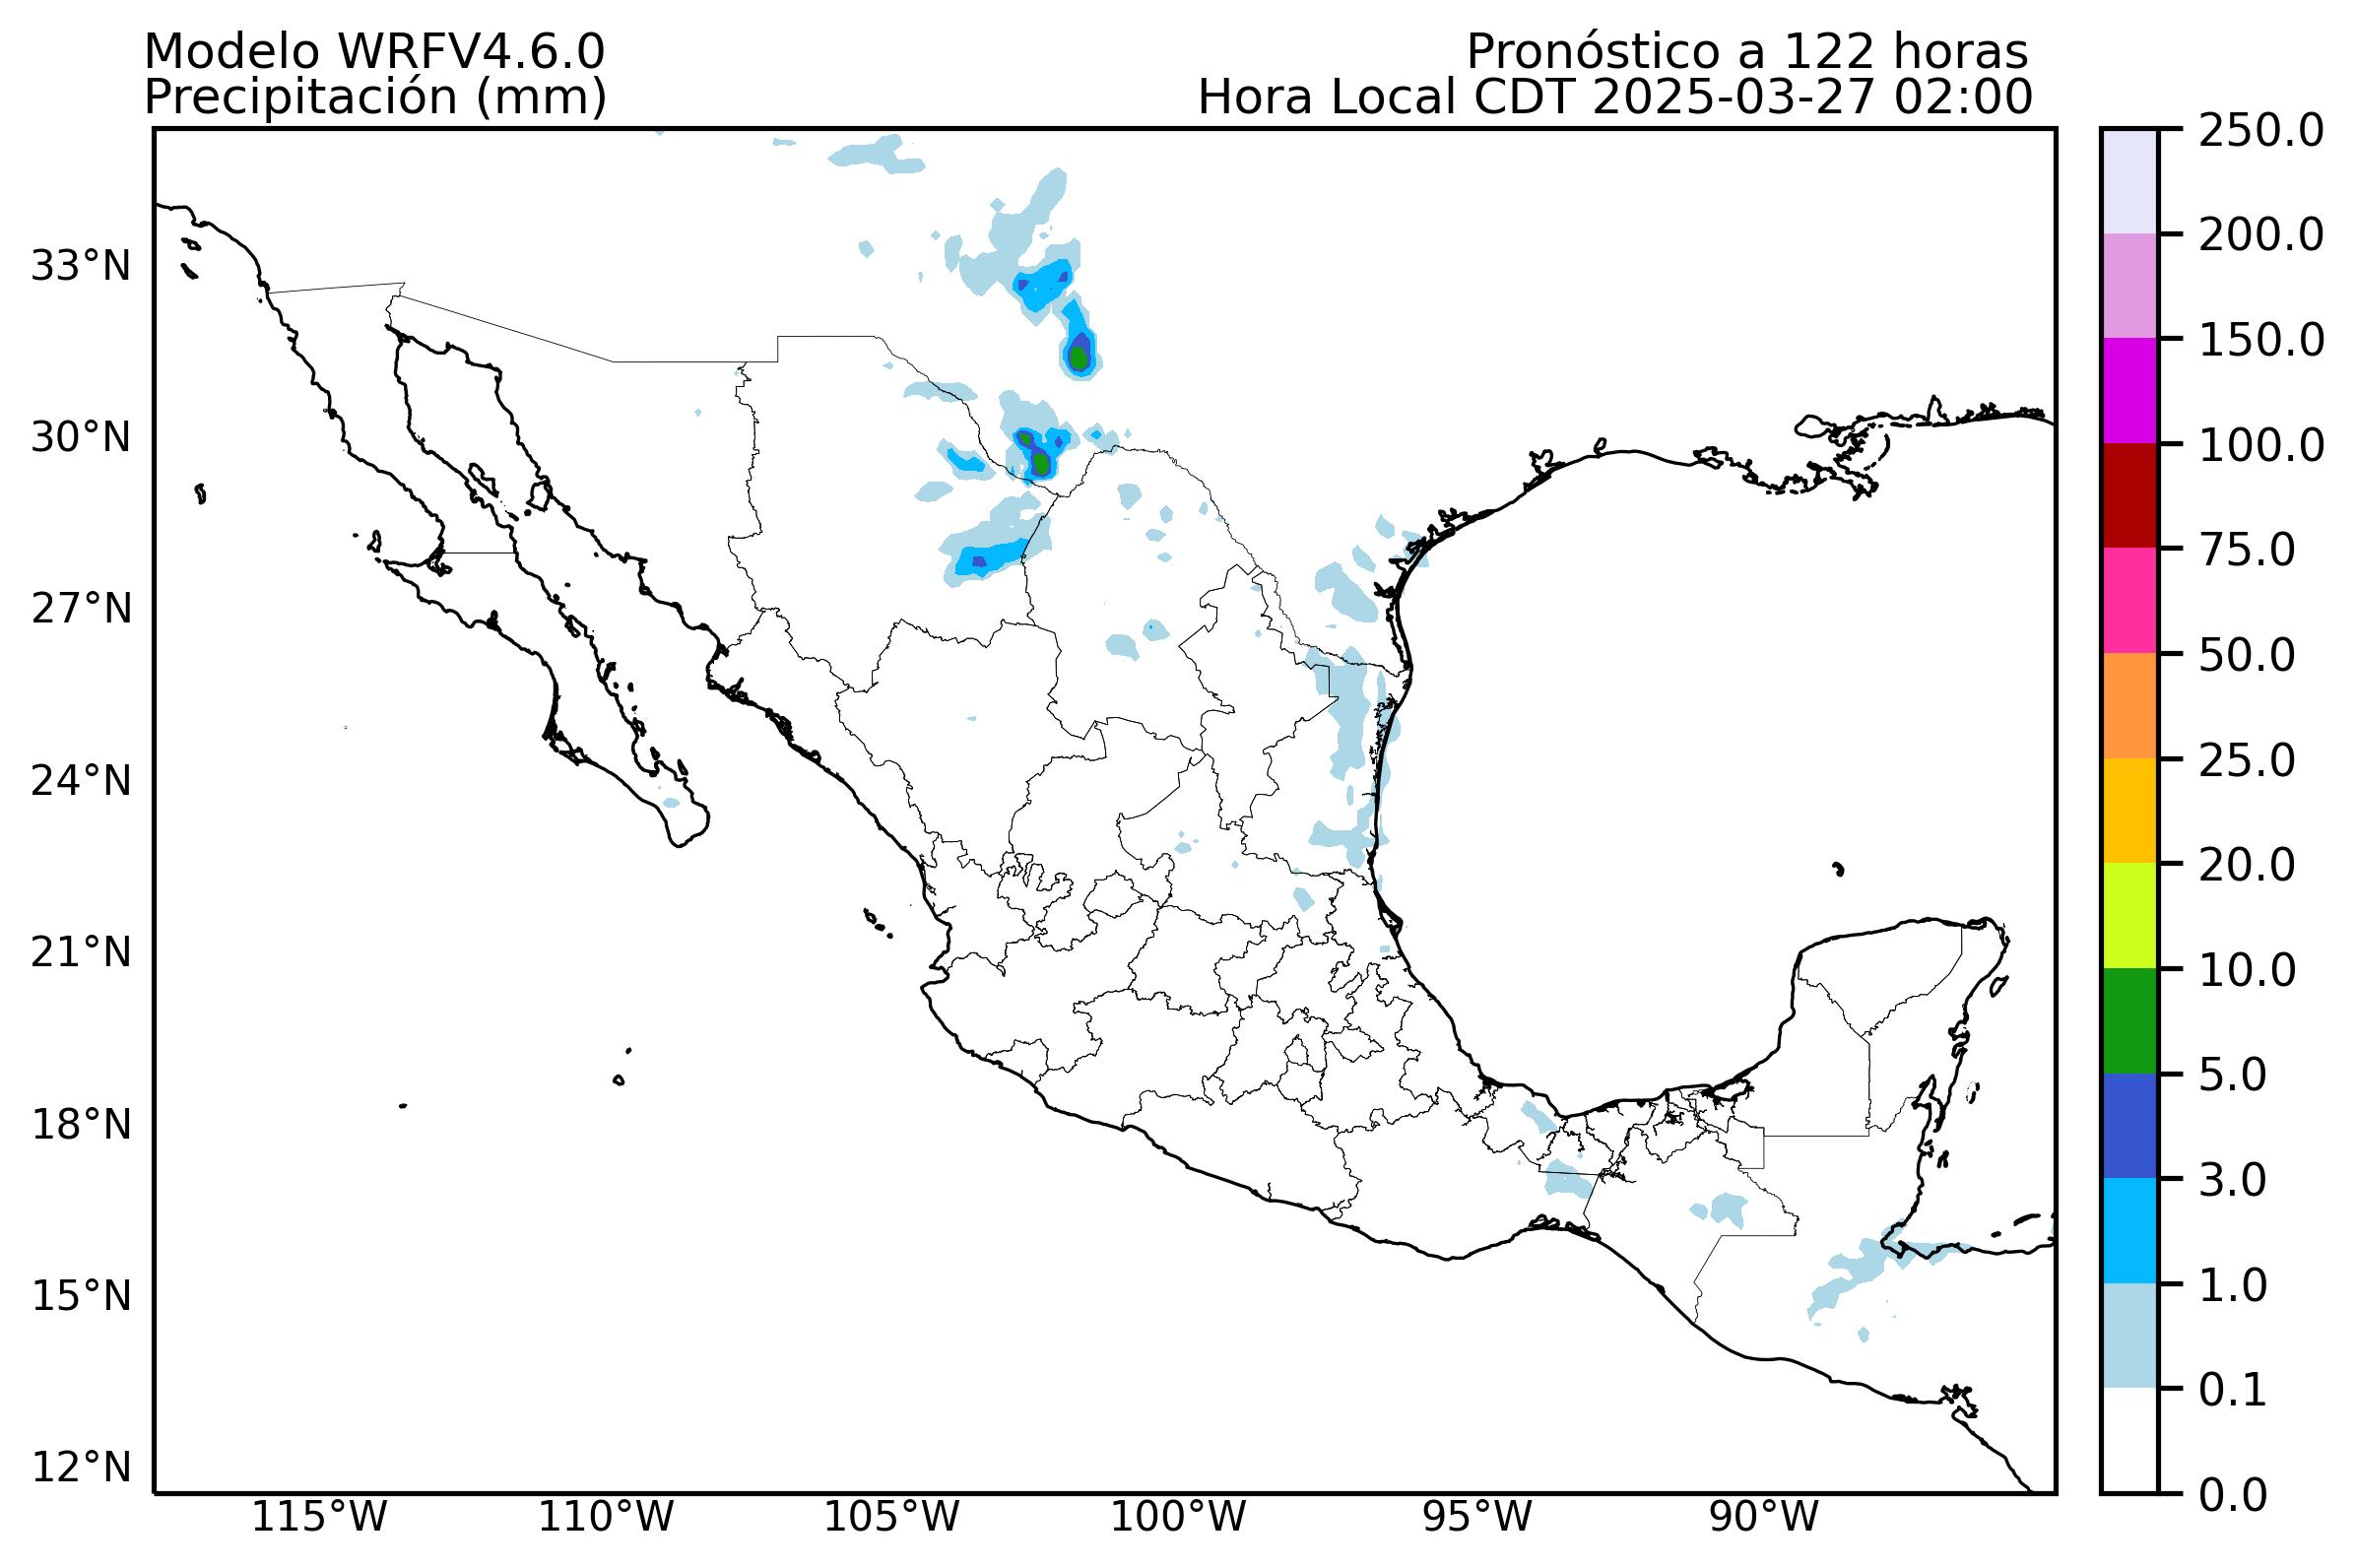 Modelo WRFV4.6.0
Precipitación (mm)
Pronóstico a 122 horas
Hora Local CDT 2025-03-27 02:00
33°N
30°N
27°N
24°N
21°N
18°N
15°N
12°N
115°W
110°W
105°W
100°W
95°W
90°W
250.0
200.0
150.0
100.0
75.0
50.0
25.0
20.0
10.0
5.0
3.0
1.0
0.1
0.0